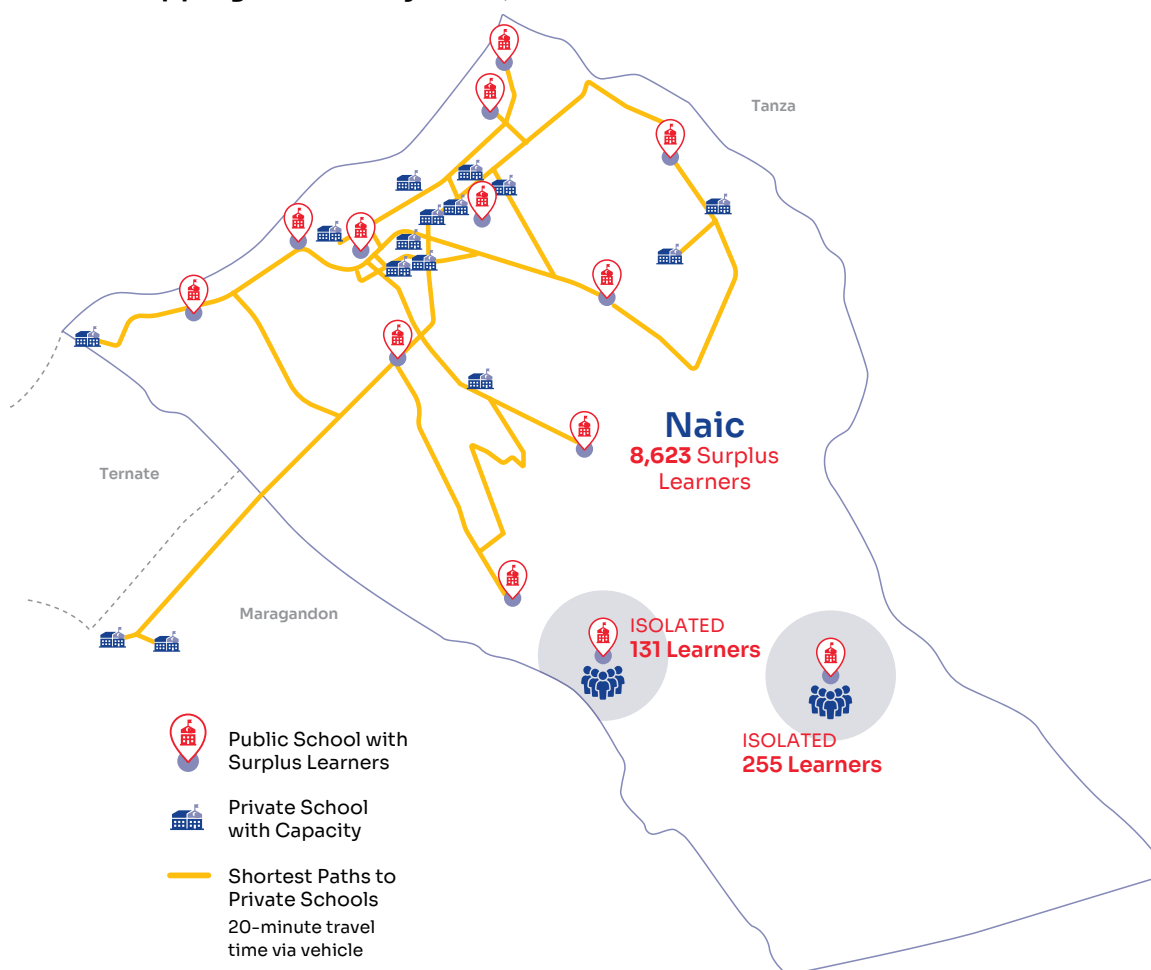 Tanza
Naic
8,623 Surplus
Learners
Ternate
Maragandon
ISOLATED
131 Learners
ISOLATED
255 Learners
Public School with
Surplus Learners
Private School
with Capacity
Shortest Paths to
Private Schools
20-minute travel
time via vehicle